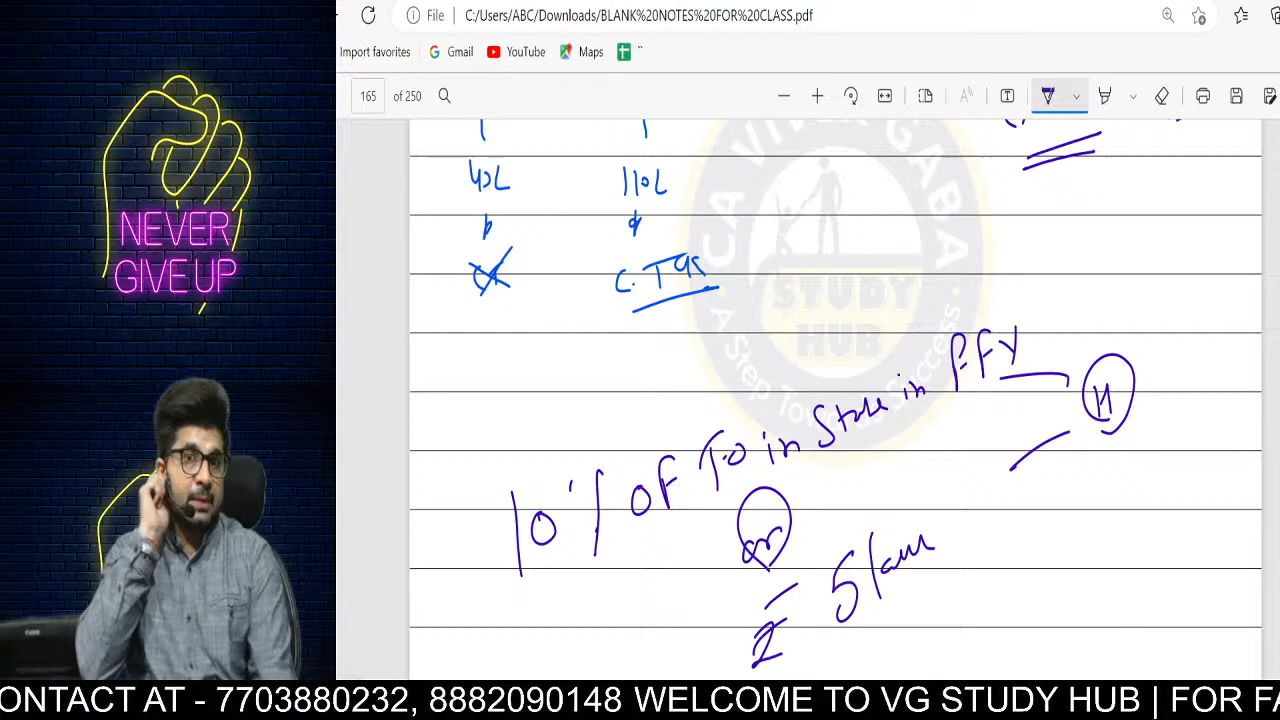 File C:/Users/ABC/Downloads/BLANK%20NOTES%20FOR%20CLASS.pdf
Import favorites Gmail YouTube Maps
165 of 250
40L 110L
C.T
NEVER
GIVE UP
10% OF T.O in State in PFY
H
or
5 lac
ONTACT AT - 7703880232, 8882090148 WELCOME TO VG STUDY HUB | FOR FA